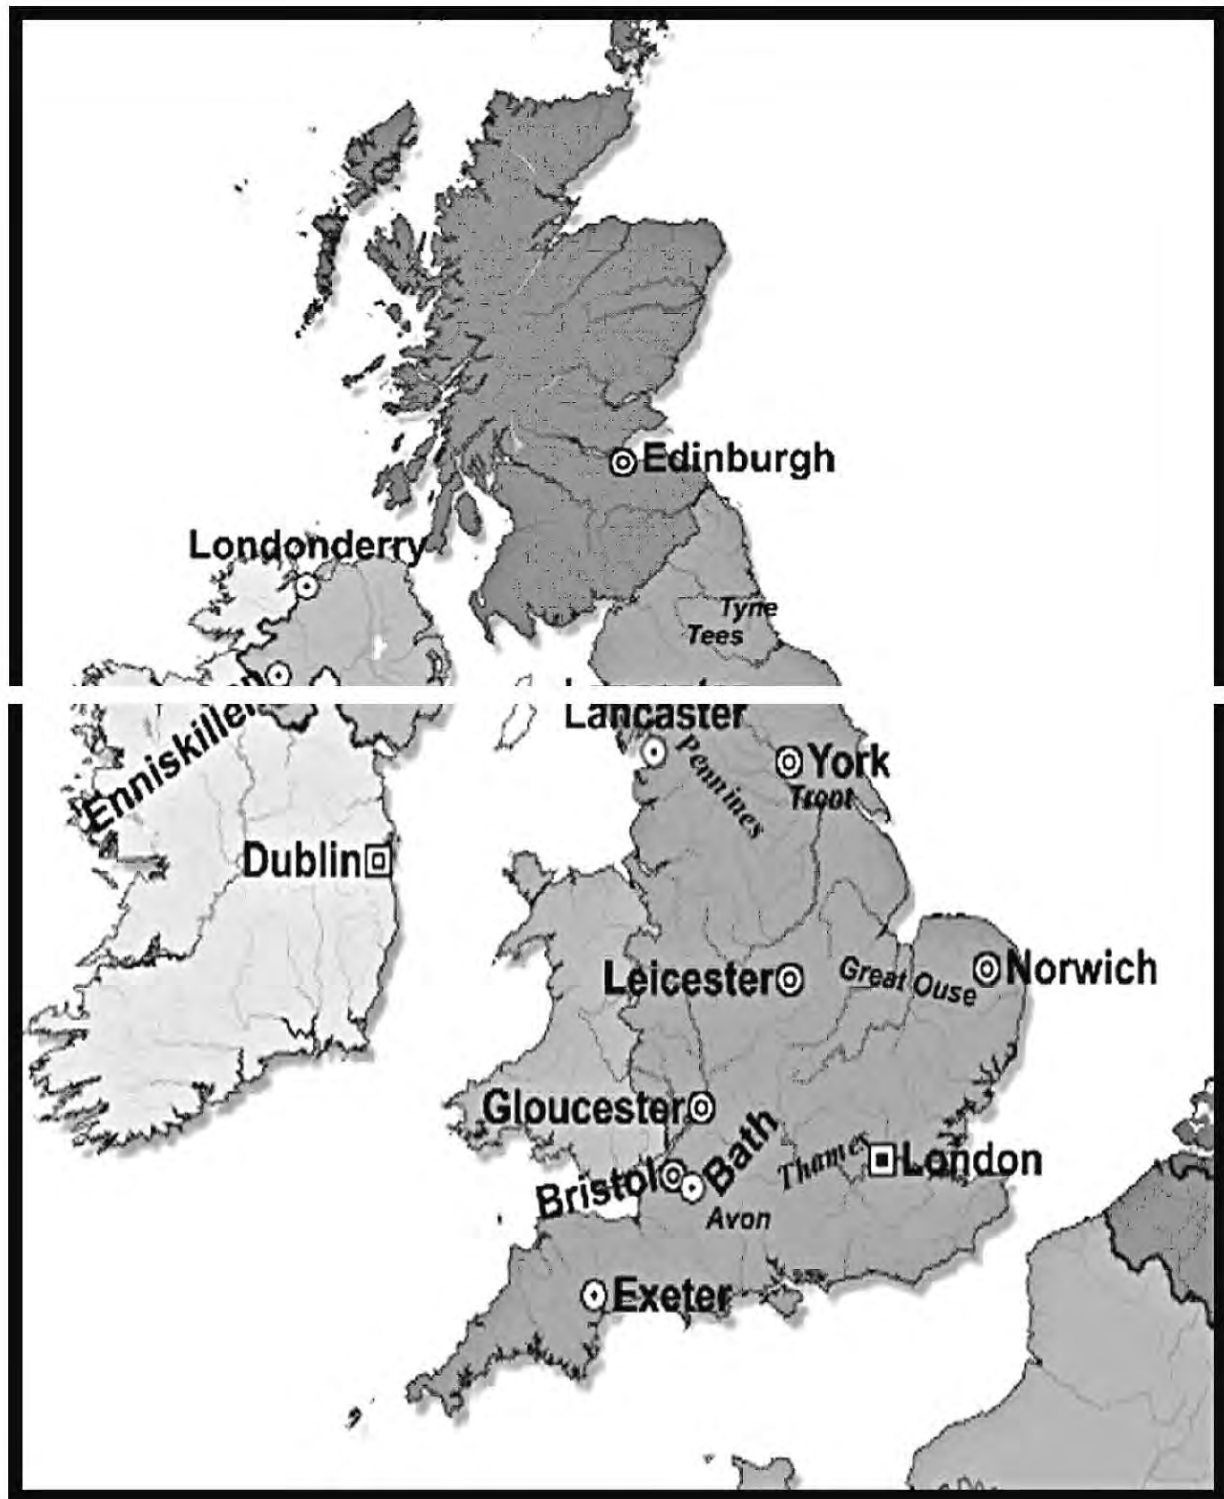 Edinburgh
Londonderry
Tyne
Tees
Enniskillen
Lancaster
Pennines
York
Trent
Dublin
Leicester
Great Ouse
Norwich
Gloucester
Bath
Thames
London
Bristol
Avon
Exeter